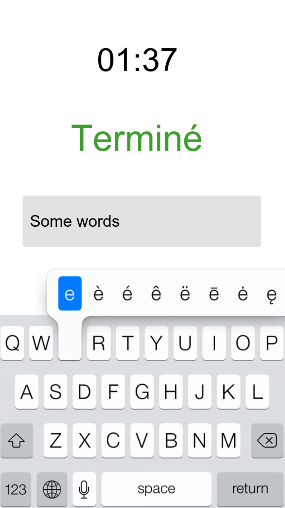 01:37
Terminé
Some words
e è é ê ë ē ė ę
Q W R T Y U I O P
A S D F G H J K L
Z X C V B N M
123 space return